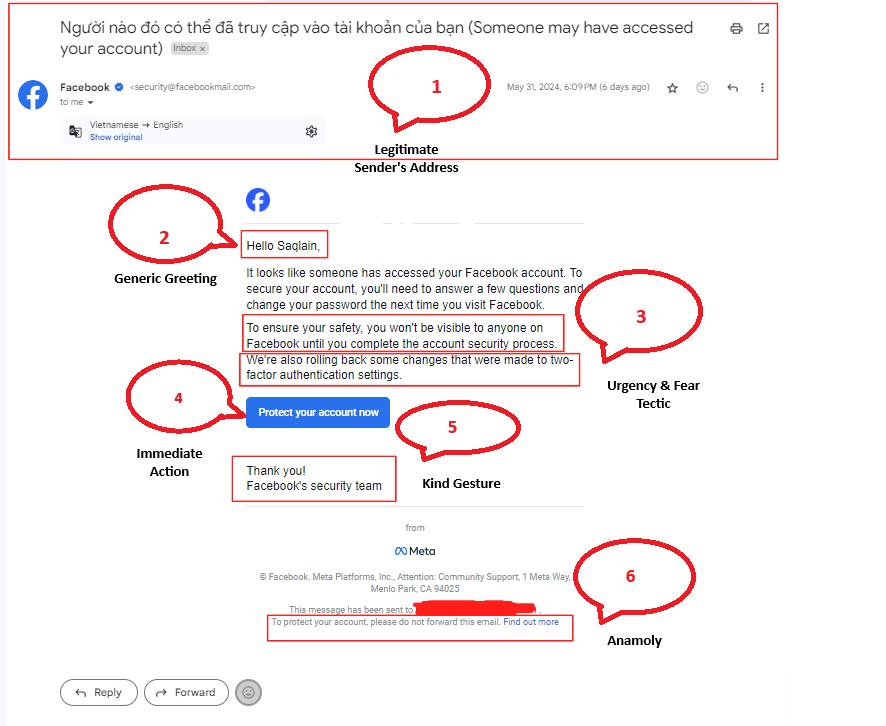 Người nào đó có thể đã truy cập vào tài khoản của bạn (Someone may have accessed
your account) Inbox ×
Facebook <security@facebookmail.com>
May 31, 2024, 6:09 PM (6 days ago)
to me
Vietnamese → English
Show original
1
Legitimate
Sender's Address
2
Generic Greeting
Hello Saqlain,
It looks like someone has accessed your Facebook account. To
secure your account, you'll need to answer a few questions and
change your password the next time you visit Facebook.
To ensure your safety, you won't be visible to anyone on
Facebook until you complete the account security process.
We're also rolling back some changes that were made to two-
factor authentication settings.
3
Urgency & Fear
Tectic
4
Immediate
Action
Protect your account now
5
Kind Gesture
Thank you!
Facebook's security team
from
Meta
© Facebook. Meta Platforms, Inc., Attention: Community Support, 1 Meta Way,
Menlo Park, CA 94025
This message has been sent to .
To protect your account, please do not forward this email. Find out more
6
Anamoly
Reply
Forward